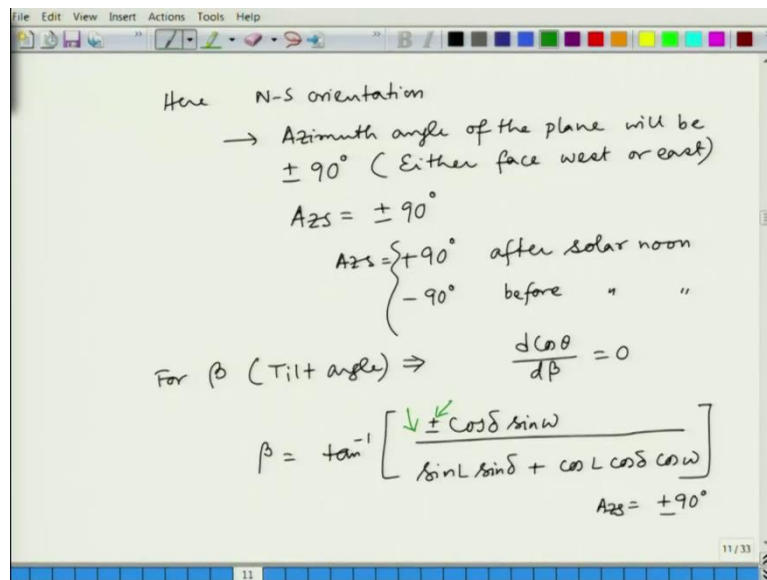 File Edit View Insert Actions Tools Help
B I
Here N-S orientation
→ Azimuth angle of the plane will be
± 90° (Either face west or east)
Azs = ± 90°
Azs = { +90° after solar noon
-90° before " "
For β (Tilt angle) ⇒ dcosθ/dβ = 0
β = tan⁻¹ [ ± cosδ sinω / sinL sinδ + cosL cosδ cosω ]
Azs = ±90°
11/33
11